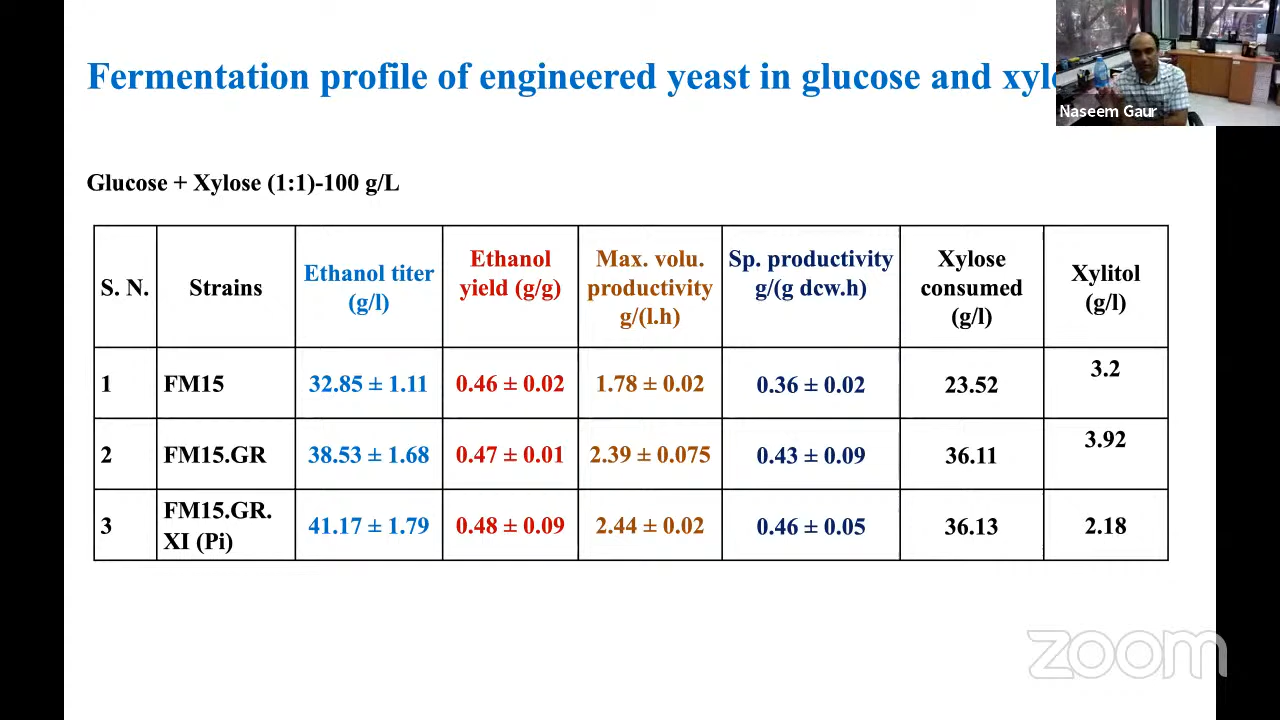 Fermentation profile of engineered yeast in glucose and
Naseem Gaur
Glucose + Xylose (1:1)-100 g/L
S. N.
Strains
Ethanol titer
(g/l)
Ethanol
yield (g/g)
Max. volu.
productivity
g/(l.h)
Sp. productivity
g/(g dcw.h)
Xylose
consumed
(g/l)
Xylitol
(g/l)
1
FM15
32.85 ± 1.11
0.46 ± 0.02
1.78 ± 0.02
0.36 ± 0.02
23.52
3.2
2
FM15.GR
38.53 ± 1.68
0.47 ± 0.01
2.39 ± 0.075
0.43 ± 0.09
36.11
3.92
3
FM15.GR.
XI (Pi)
41.17 ± 1.79
0.48 ± 0.09
2.44 ± 0.02
0.46 ± 0.05
36.13
2.18
zoom